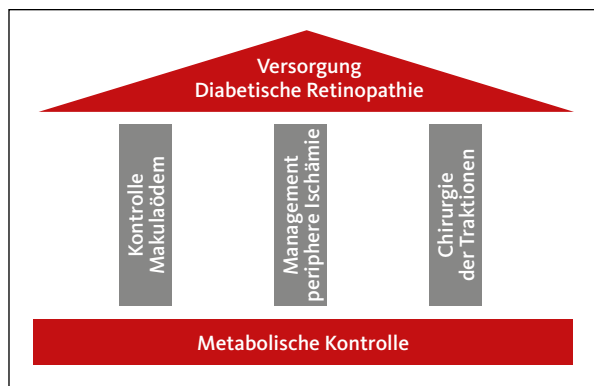 Versorgung
Diabetische Retinopathie
Kontrolle
Makulaödem
Management
periphere Ischämie
Chirurgie
der Traktionen
Metabolische Kontrolle